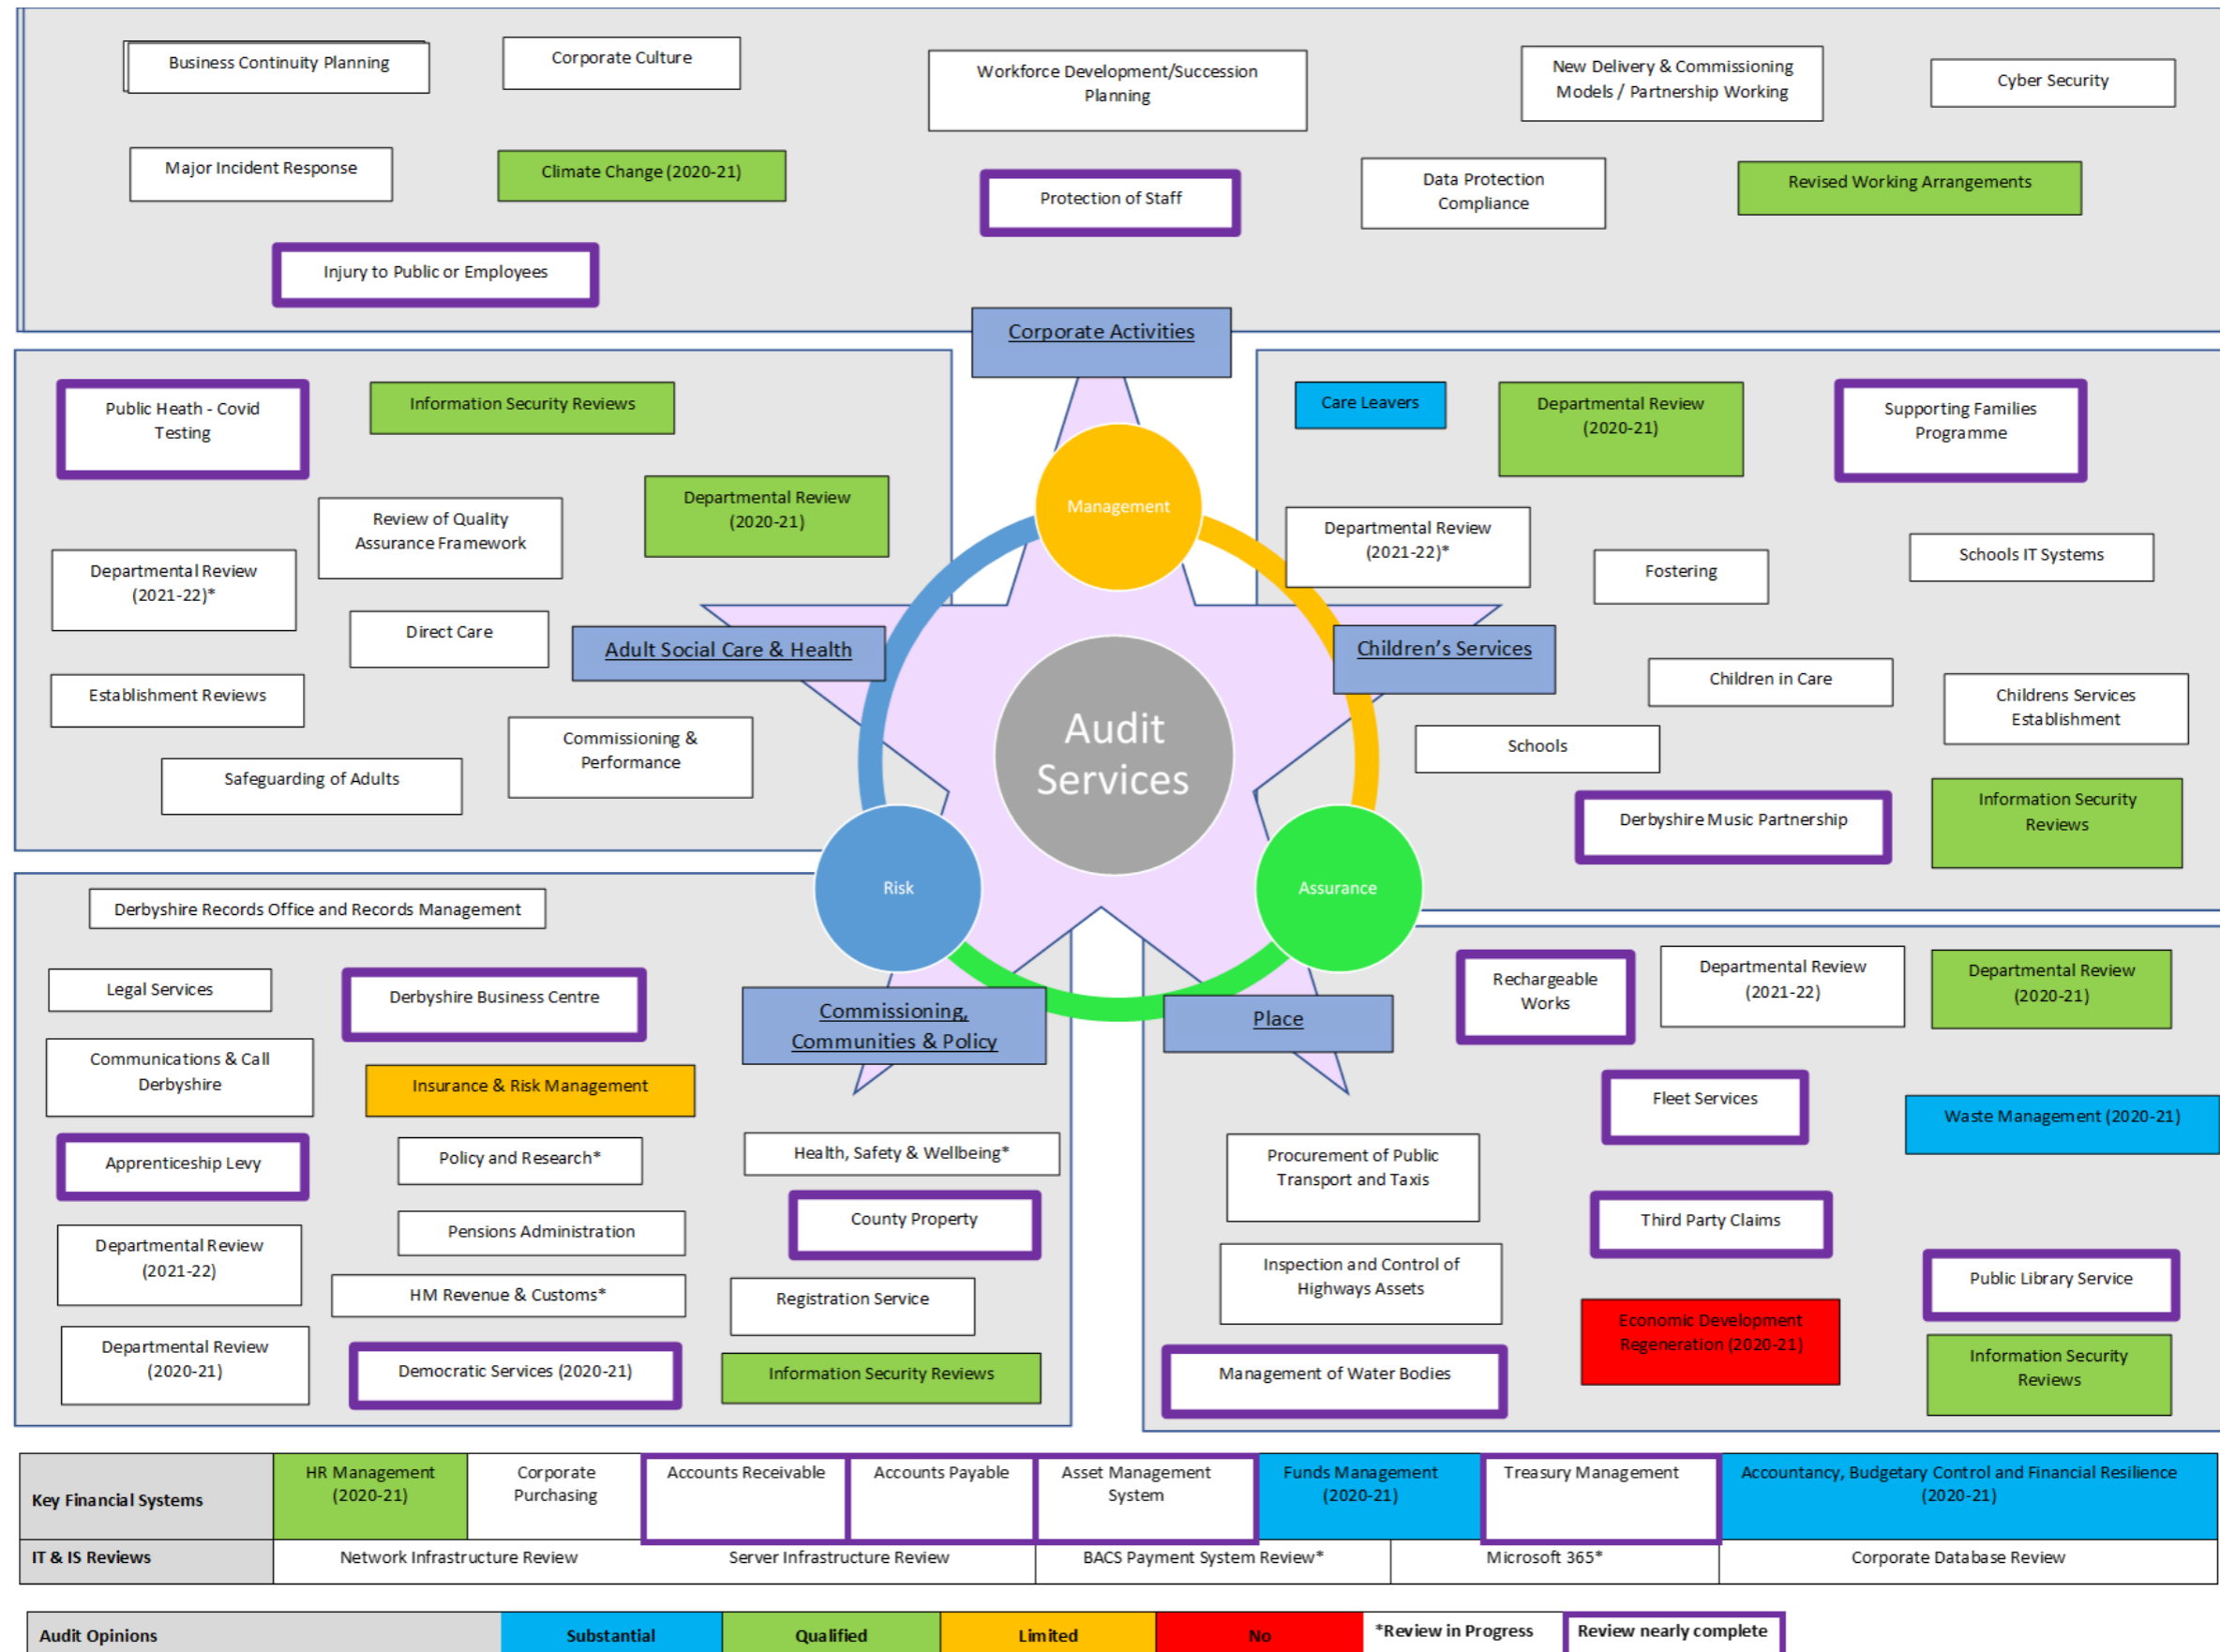 Business Continuity Planning
Corporate Culture
Workforce Development/Succession
Planning
New Delivery & Commissioning
Models / Partnership Working
Cyber Security
Major Incident Response
Climate Change (2020-21)
Protection of Staff
Data Protection
Compliance
Revised Working Arrangements
Injury to Public or Employees
Corporate Activities
Public Heath - Covid
Testing
Information Security Reviews
Departmental Review
(2020-21)
Review of Quality
Assurance Framework
Departmental Review
(2021-22)*
Direct Care
Adult Social Care & Health
Establishment Reviews
Commissioning &
Performance
Safeguarding of Adults
Care Leavers
Departmental Review
(2020-21)
Supporting Families
Programme
Departmental Review
(2021-22)*
Fostering
Schools IT Systems
Children's Services
Children in Care
Childrens Services
Establishment
Schools
Derbyshire Music Partnership
Information Security
Reviews
Management
Audit
Services
Risk
Assurance
Derbyshire Records Office and Records Management
Legal Services
Derbyshire Business Centre
Commissioning,
Communities & Policy
Communications & Call
Derbyshire
Insurance & Risk Management
Apprenticeship Levy
Policy and Research*
Health, Safety & Wellbeing*
County Property
Departmental Review
(2021-22)
Pensions Administration
HM Revenue & Customs*
Registration Service
Departmental Review
(2020-21)
Democratic Services (2020-21)
Information Security Reviews
Place
Rechargeable
Works
Departmental Review
(2021-22)
Departmental Review
(2020-21)
Fleet Services
Waste Management (2020-21)
Procurement of Public
Transport and Taxis
Third Party Claims
Inspection and Control of
Highways Assets
Public Library Service
Economic Development
Regeneration (2020-21)
Management of Water Bodies
Information Security
Reviews
Key Financial Systems
HR Management
(2020-21)
Corporate
Purchasing
Accounts Receivable
Accounts Payable
Asset Management
System
Funds Management
(2020-21)
Treasury Management
Accountancy, Budgetary Control and Financial Resilience
(2020-21)
IT & IS Reviews
Network Infrastructure Review
Server Infrastructure Review
BACS Payment System Review*
Microsoft 365*
Corporate Database Review
Audit Opinions
Substantial
Qualified
Limited
No
*Review in Progress
Review nearly complete